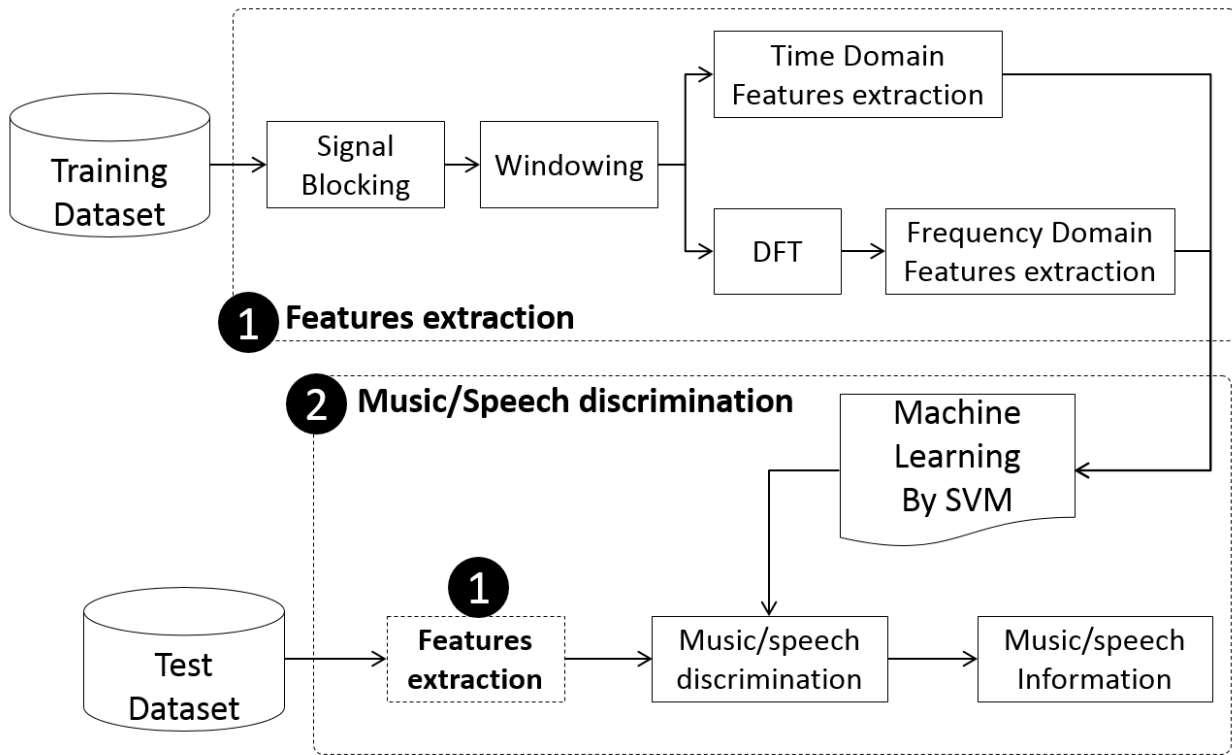 Training
Dataset
Signal
Blocking
Windowing
Time Domain
Features extraction
DFT
Frequency Domain
Features extraction
1 Features extraction
2 Music/Speech discrimination
Machine
Learning
By SVM
Test
Dataset
1
Features
extraction
Music/speech
discrimination
Music/speech
Information